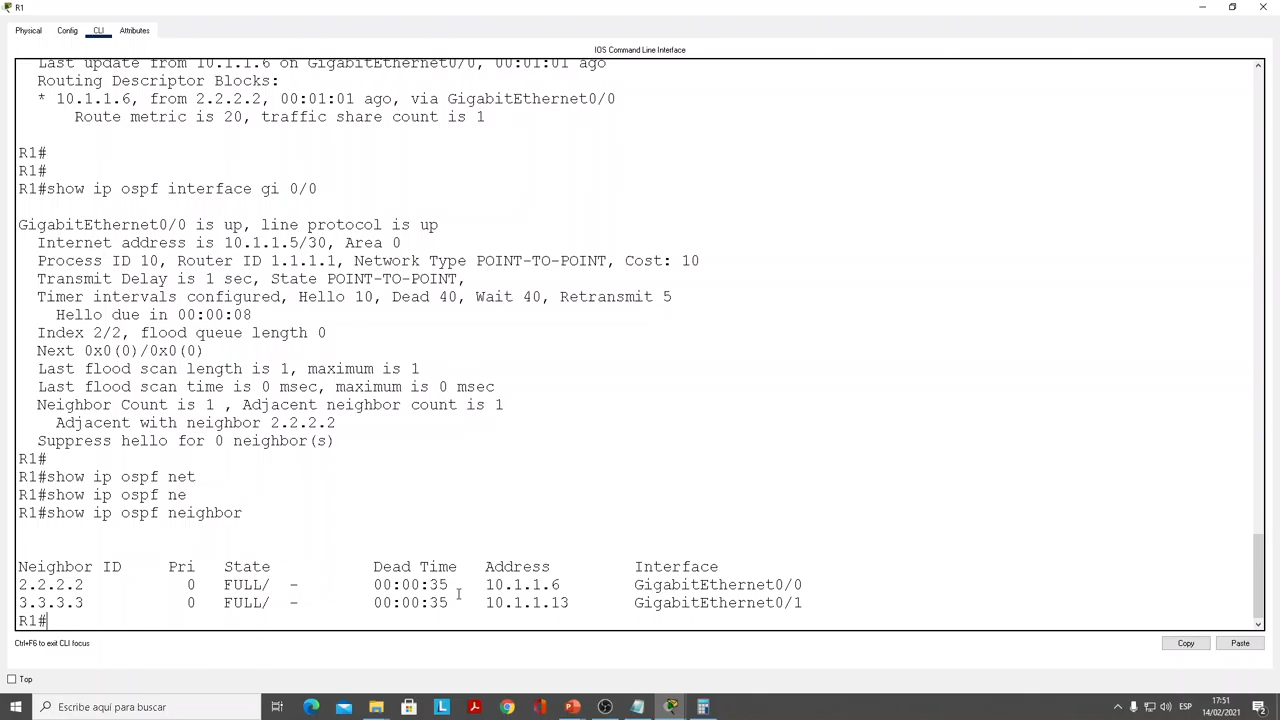 R1
Physical Config CLI Attributes
IOS Command Line Interface
Last update from 10.1.1.6 on GigabitEthernet0/0, 00:01:01 ago
Routing Descriptor Blocks:
* 10.1.1.6, from 2.2.2.2, 00:01:01 ago, via GigabitEthernet0/0
Route metric is 20, traffic share count is 1
R1#
R1#
R1#show ip ospf interface gi 0/0
GigabitEthernet0/0 is up, line protocol is up
Internet address is 10.1.1.5/30, Area 0
Process ID 10, Router ID 1.1.1.1, Network Type POINT-TO-POINT, Cost: 10
Transmit Delay is 1 sec, State POINT-TO-POINT,
Timer intervals configured, Hello 10, Dead 40, Wait 40, Retransmit 5
Hello due in 00:00:08
Index 2/2, flood queue length 0
Next 0x0(0)/0x0(0)
Last flood scan length is 1, maximum is 1
Last flood scan time is 0 msec, maximum is 0 msec
Neighbor Count is 1 , Adjacent neighbor count is 1
Adjacent with neighbor 2.2.2.2
Suppress hello for 0 neighbor(s)
R1#
R1#show ip ospf net
R1#show ip ospf ne
R1#show ip ospf neighbor
Neighbor ID Pri State Dead Time Address Interface
2.2.2.2 0 FULL/ - 00:00:35 10.1.1.6 GigabitEthernet0/0
3.3.3.3 0 FULL/ - 00:00:35 10.1.1.13 GigabitEthernet0/1
R1#
Ctrl+F6 to exit CLI focus
Copy Paste
Top
Escribe aquí para buscar
ESP
17:51
14/02/2021
2